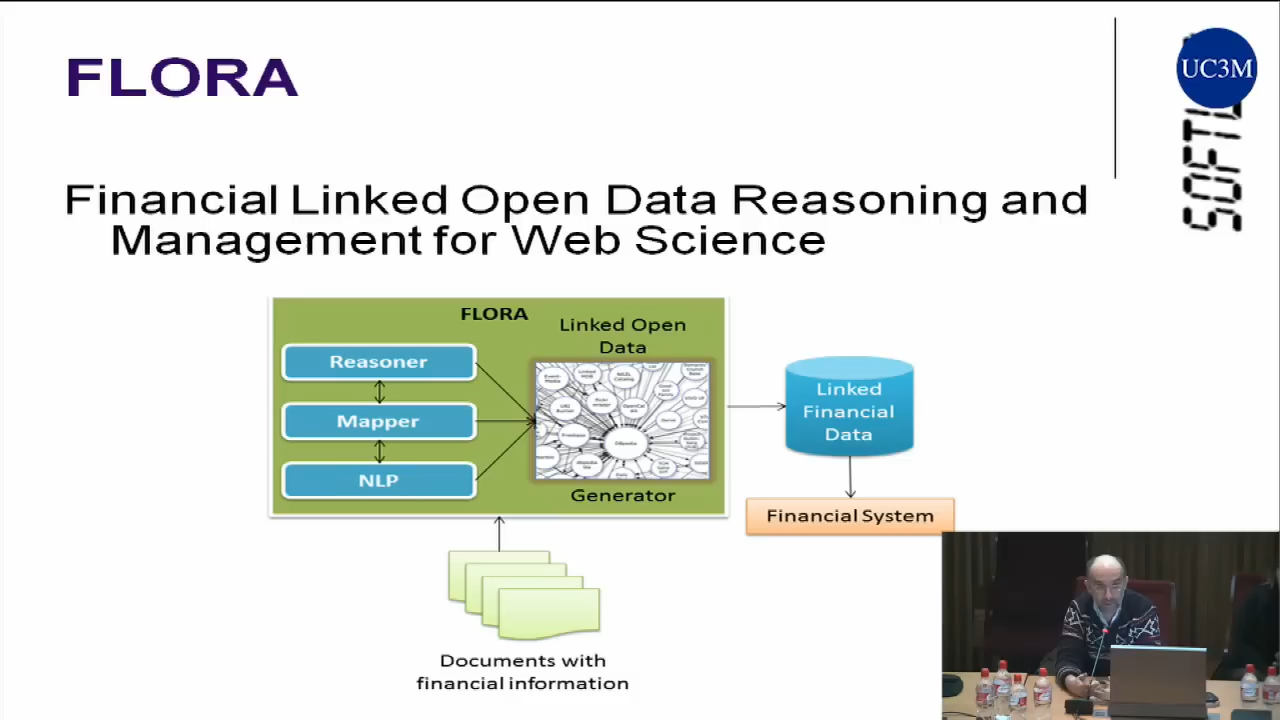 FLORA
UC3M
Financial Linked Open Data Reasoning and
Management for Web Science
FLORA
Linked Open
Data
Reasoner
Mapper
NLP
Generator
Linked
Financial
Data
Financial System
Documents with
financial information